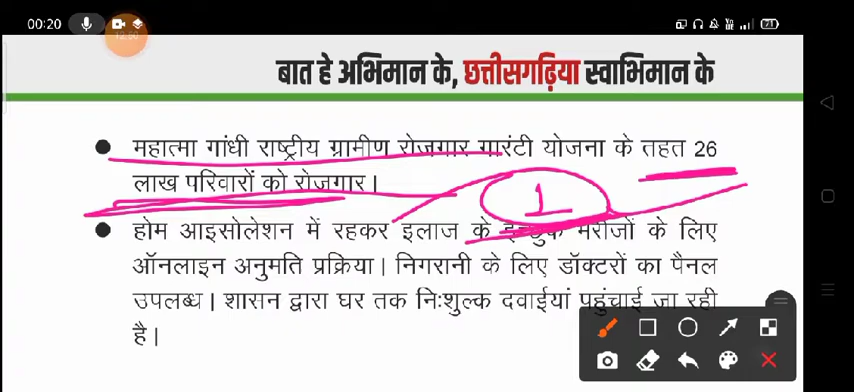 00:20
बात हे अभिमान के, छत्तीसगढ़िया स्वाभिमान के
महात्मा गांधी राष्ट्रीय ग्रामीण रोजगार गारंटी योजना के तहत 26
लाख परिवारों को रोजगार।
1
होम आइसोलेशन में रहकर इलाज के इच्छुक मरीजों के लिए
ऑनलाइन अनुमति प्रक्रिया। निगरानी के लिए डॉक्टरों का पैनल
उपलब्ध। शासन द्वारा घर तक निःशुल्क दवाईयां पहुंचाई जा रही
है।